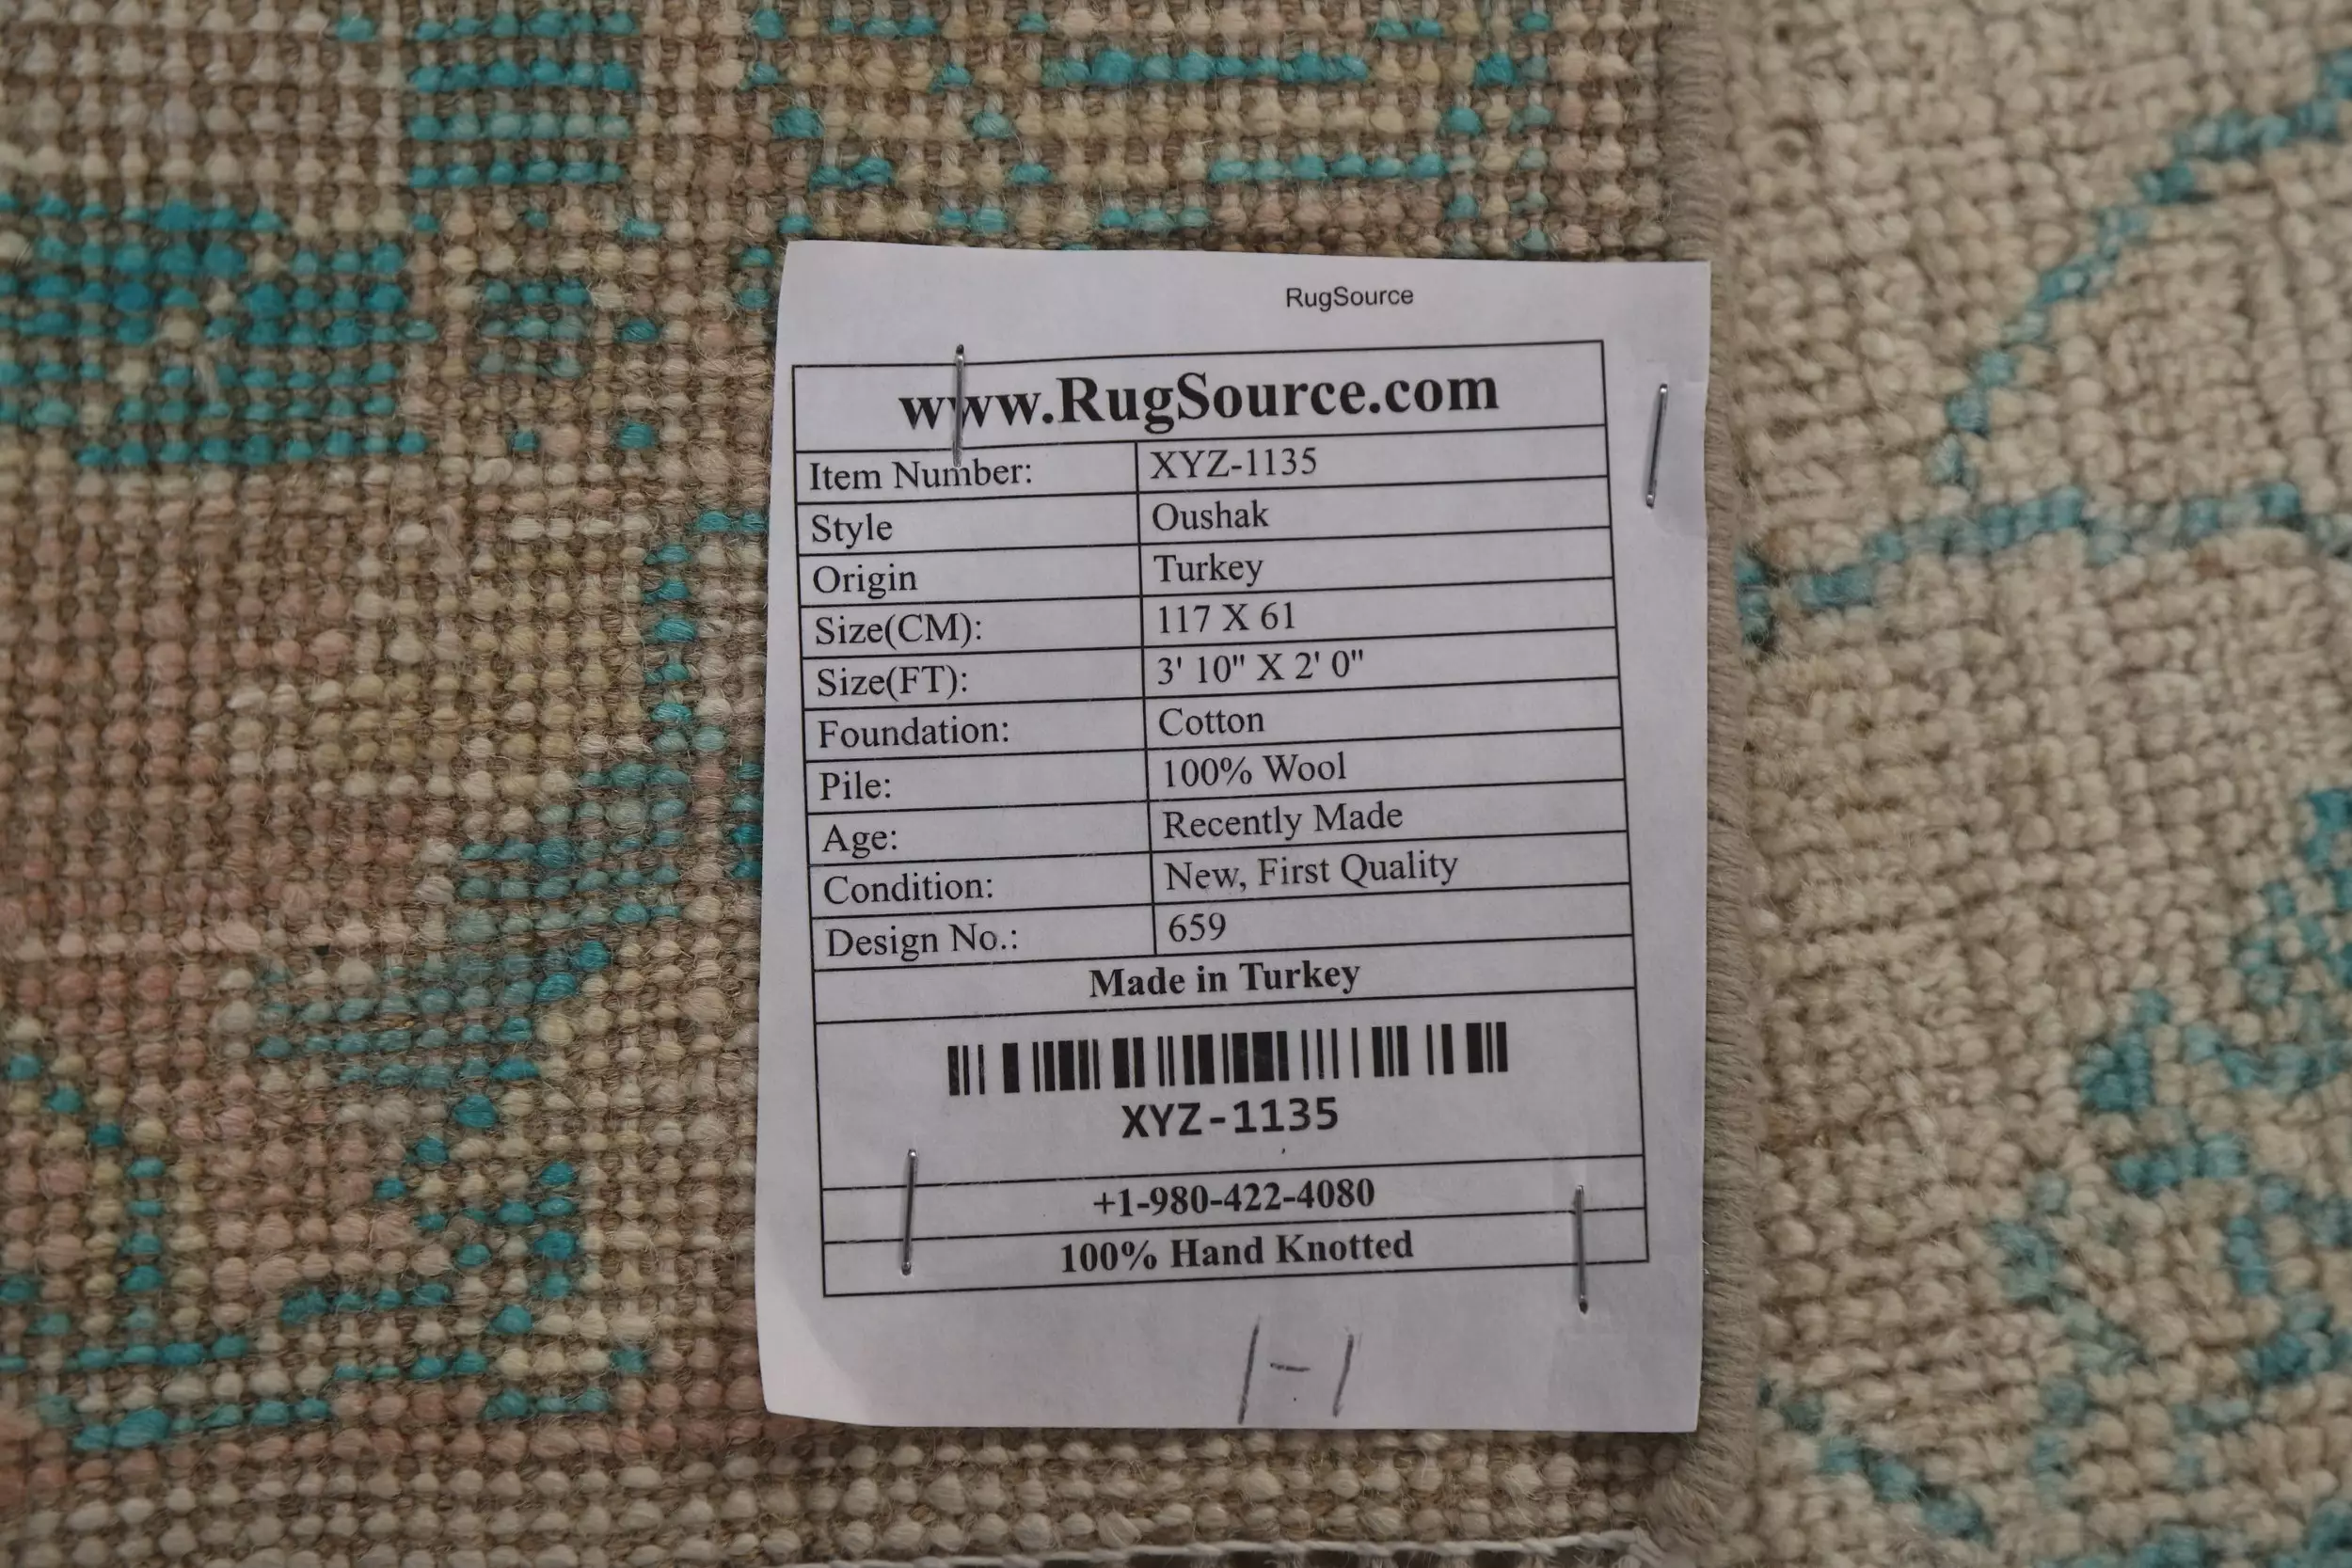 RugSource
www.RugSource.com
Item Number: XYZ-1135
Style Oushak
Origin Turkey
Size(CM): 117 X 61
Size(FT): 3' 10" X 2' 0"
Foundation: Cotton
Pile: 100% Wool
Age: Recently Made
Condition: New, First Quality
Design No.: 659
Made in Turkey
XYZ-1135
+1-980-422-4080
100% Hand Knotted
1-1